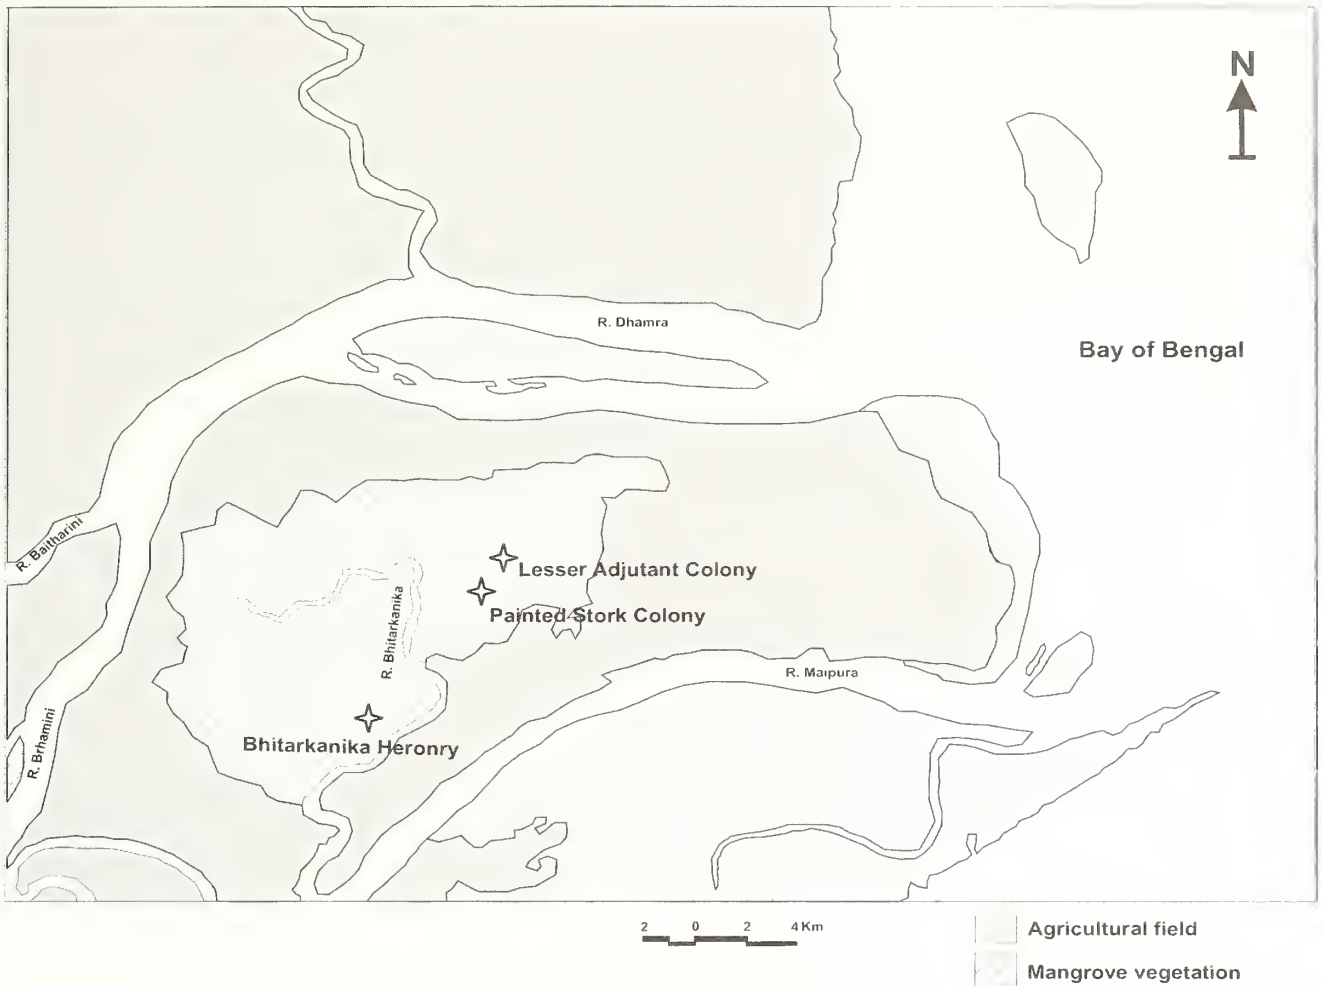 N
R. Dhamra
Bay of Bengal
R. Baitharini
Lesser Adjutant Colony
Painted Stork Colony
R. Bhitarkanika
R. Maipura
R. Brhamini
Bhitarkanika Heronry
2 0 2 4 Km
Agricultural field
Mangrove vegetation